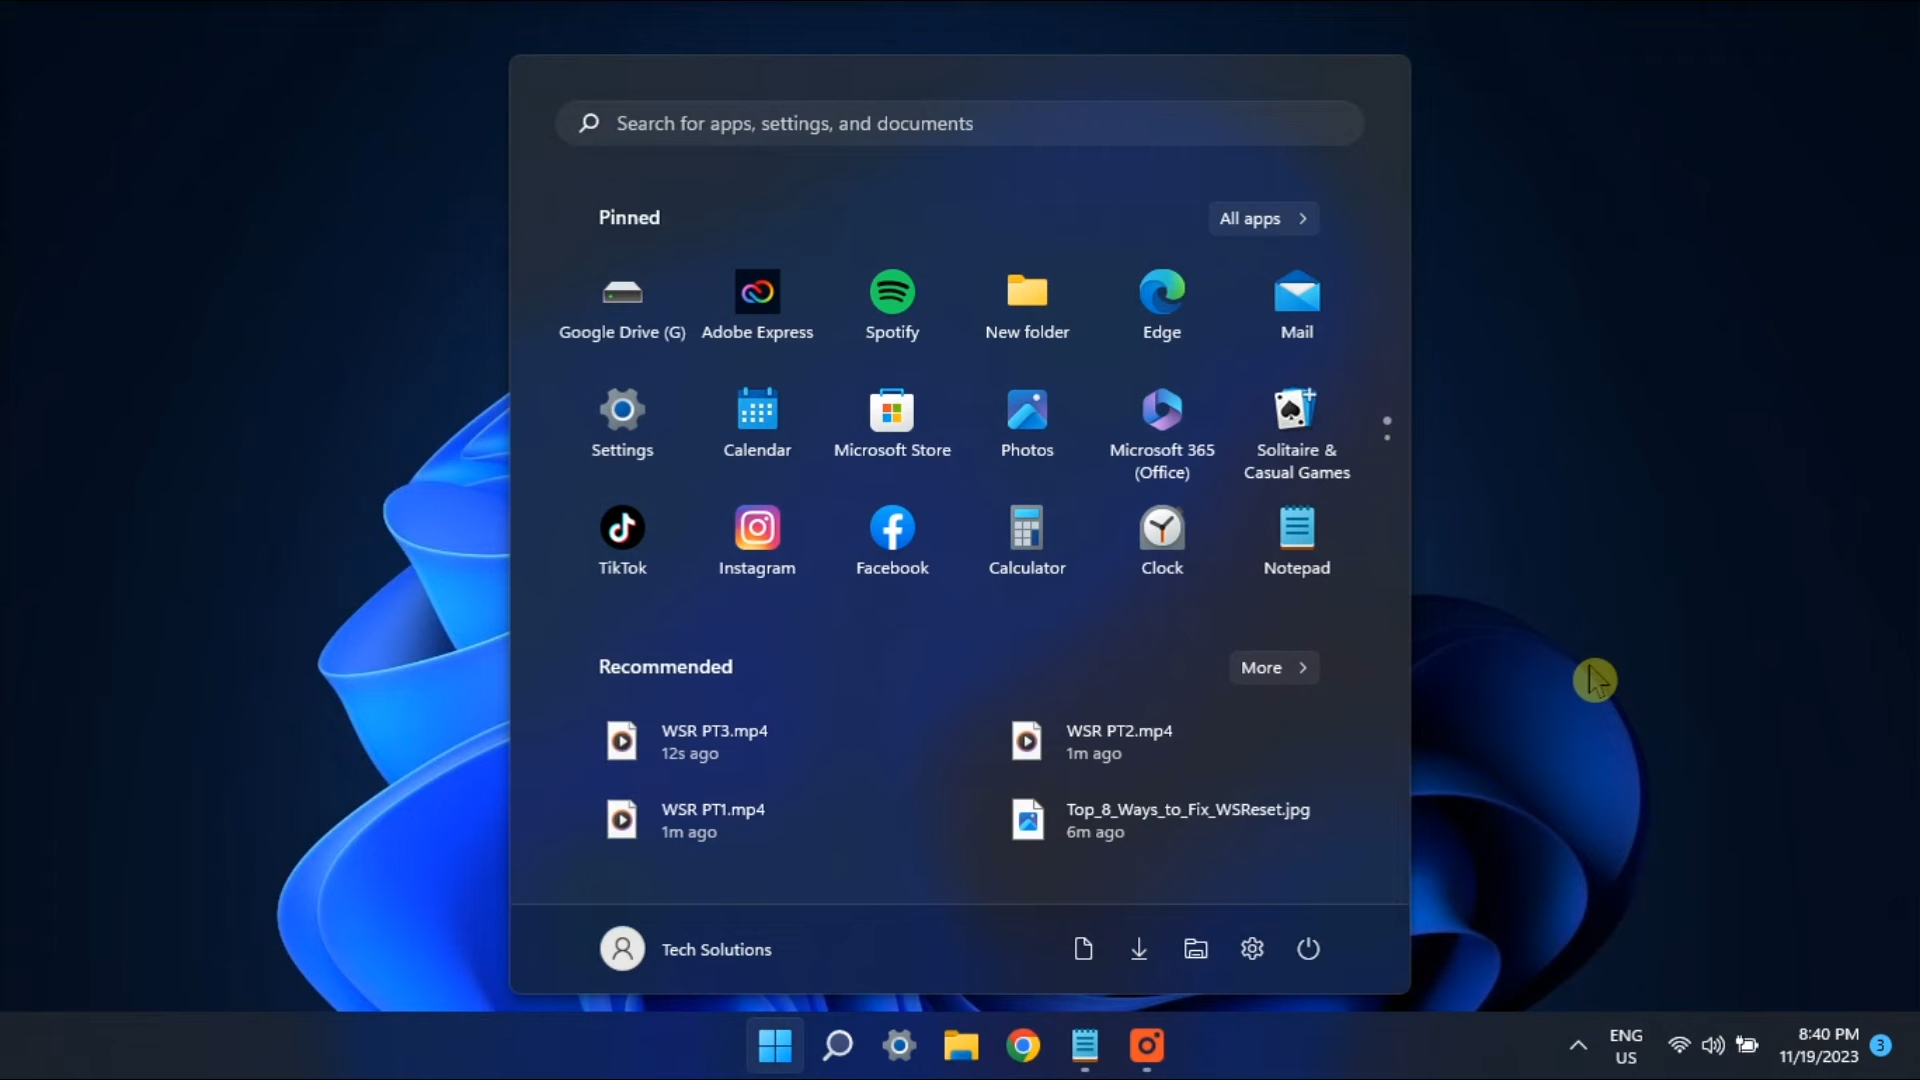 Search for apps, settings, and documents
Pinned
All apps
Google Drive (G)
Adobe Express
Spotify
New folder
Edge
Mail
Settings
Calendar
Microsoft Store
Photos
Microsoft 365
(Office)
Solitaire &
Casual Games
TikTok
Instagram
Facebook
Calculator
Clock
Notepad
Recommended
More
WSR PT3.mp4
12s ago
WSR PT2.mp4
1m ago
WSR PT1.mp4
1m ago
Top_8_Ways_to_Fix_WSReset.jpg
6m ago
Tech Solutions
ENG
US
8:40 PM
11/19/2023
3